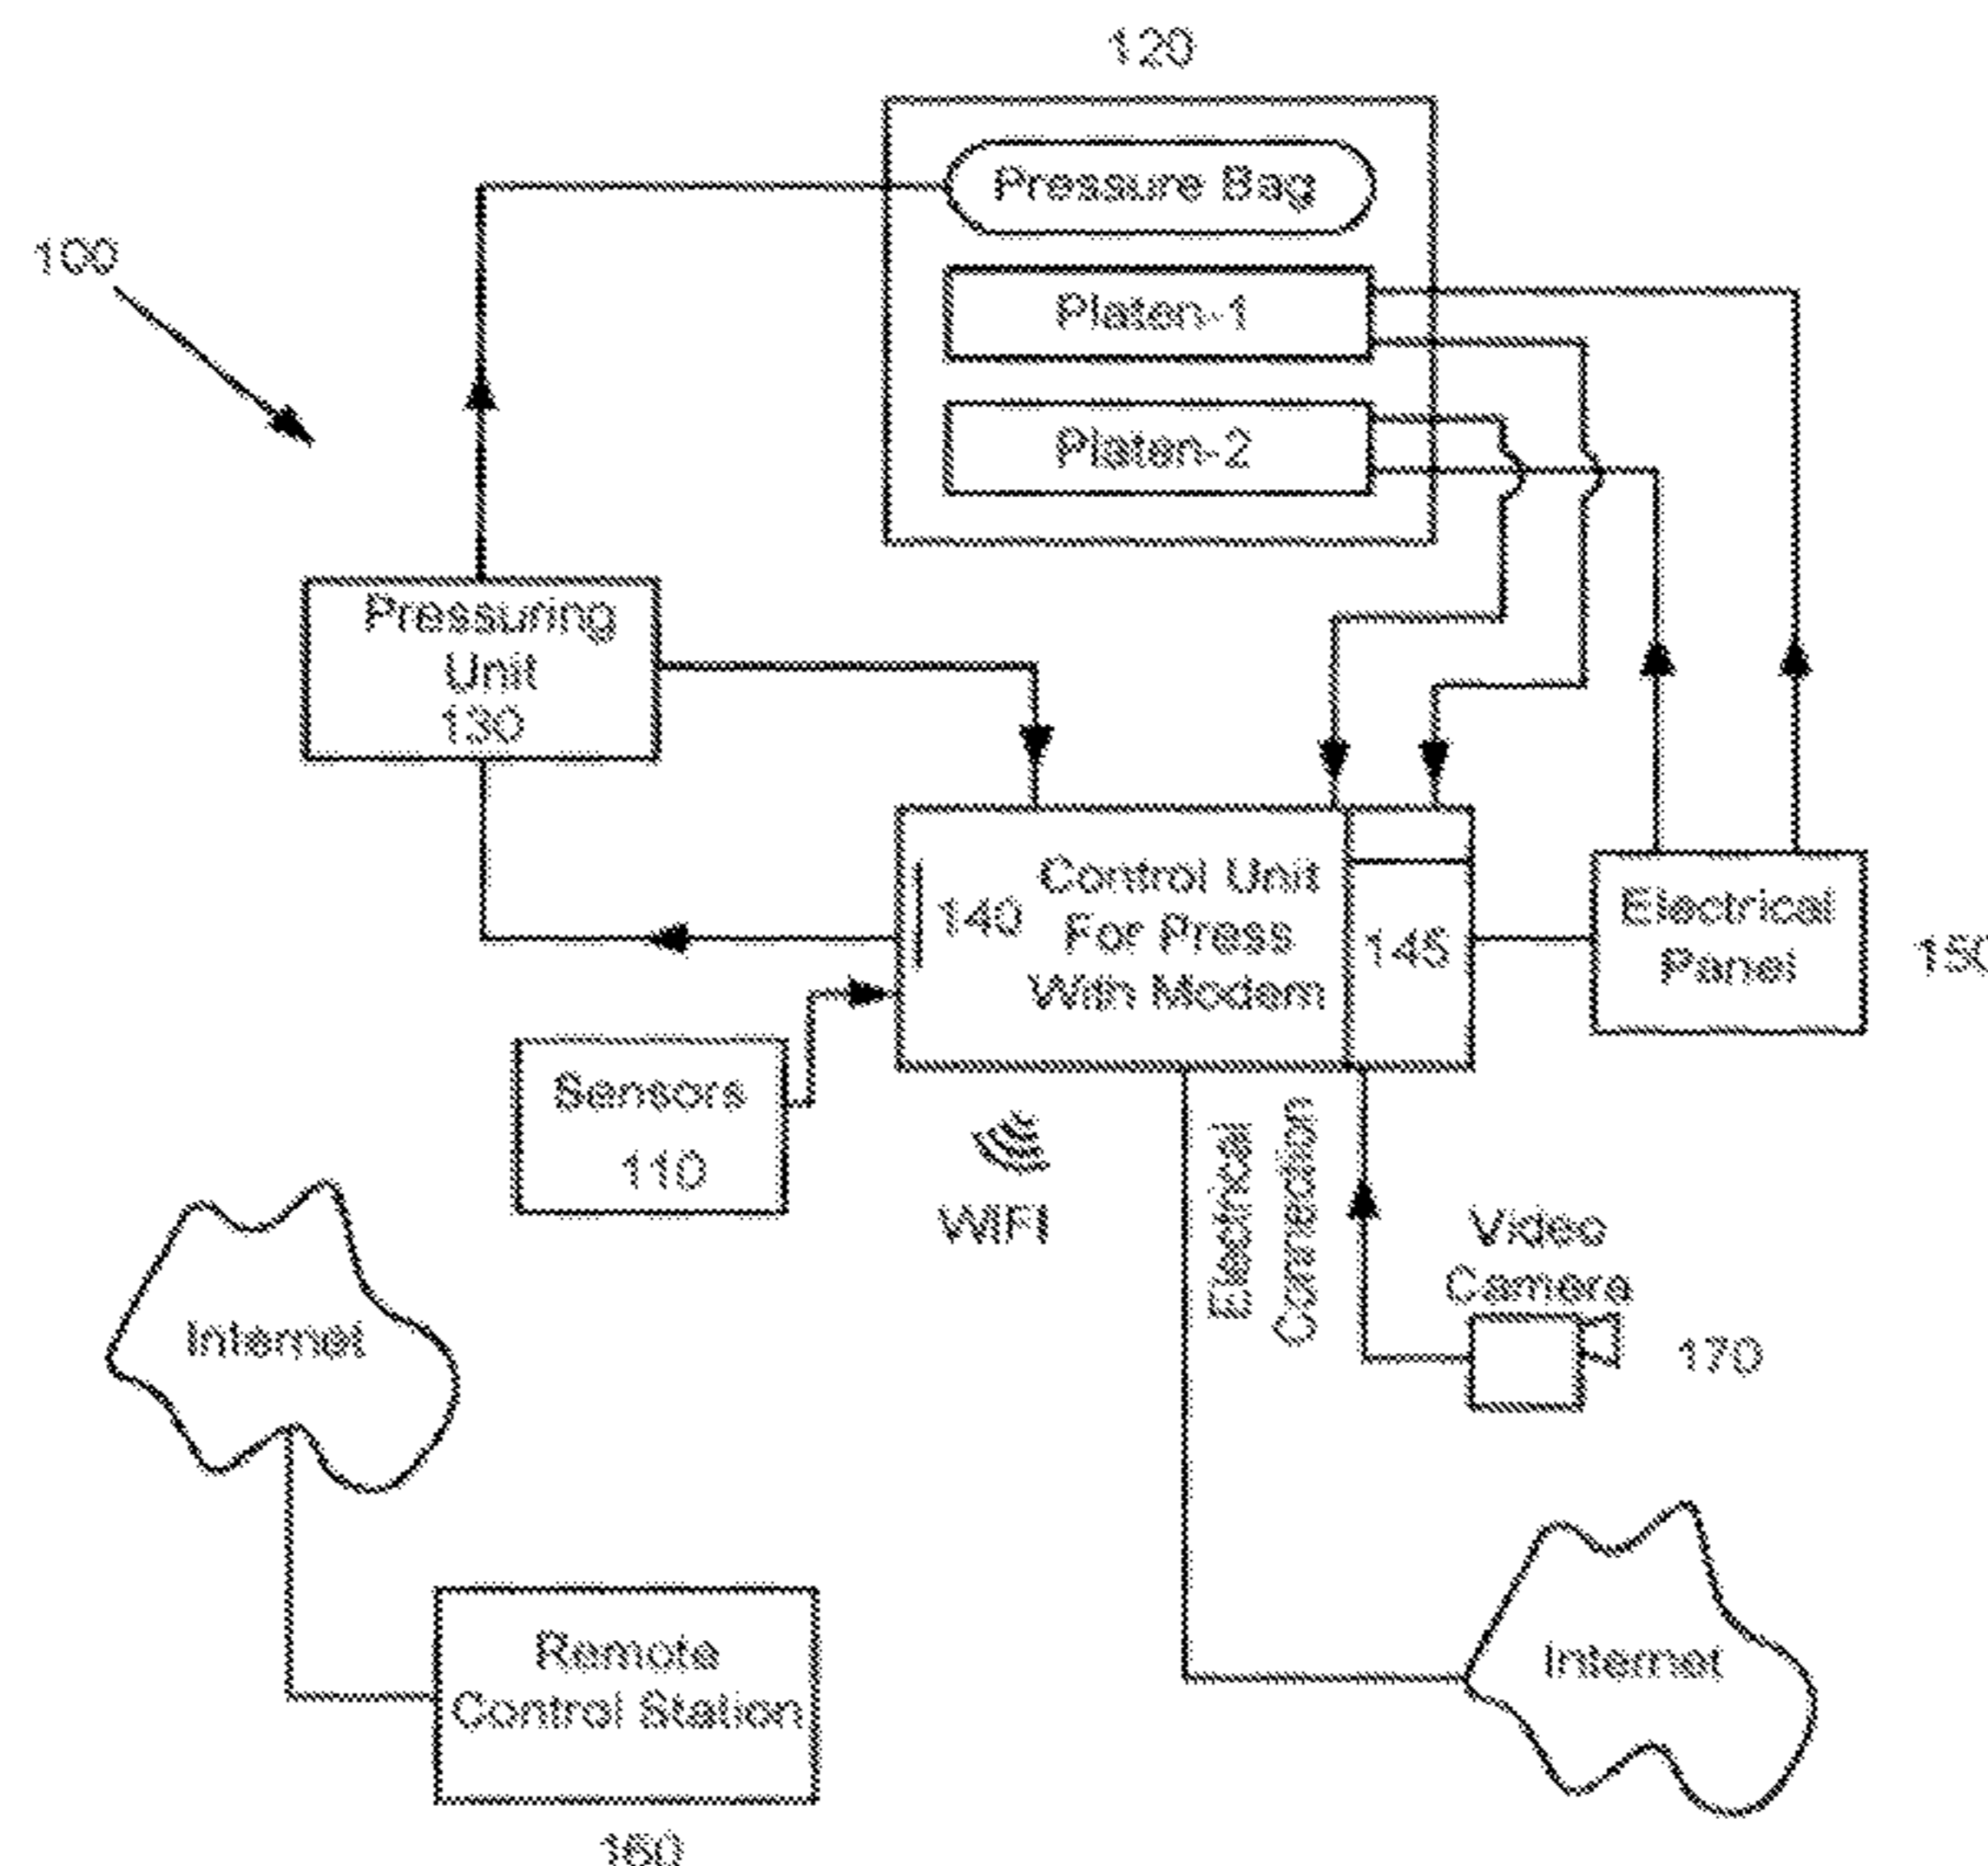 120
Pressure Bag
100
Platen-1
Platen-2
Pressuring
Unit
130
Control Unit
For Press
With Modem
140
145
Electrical
Panel
150
Sensors
110
WIFI
Electrical
Connection
Video
Camera
170
Internet
Internet
Remote
Control Station
160